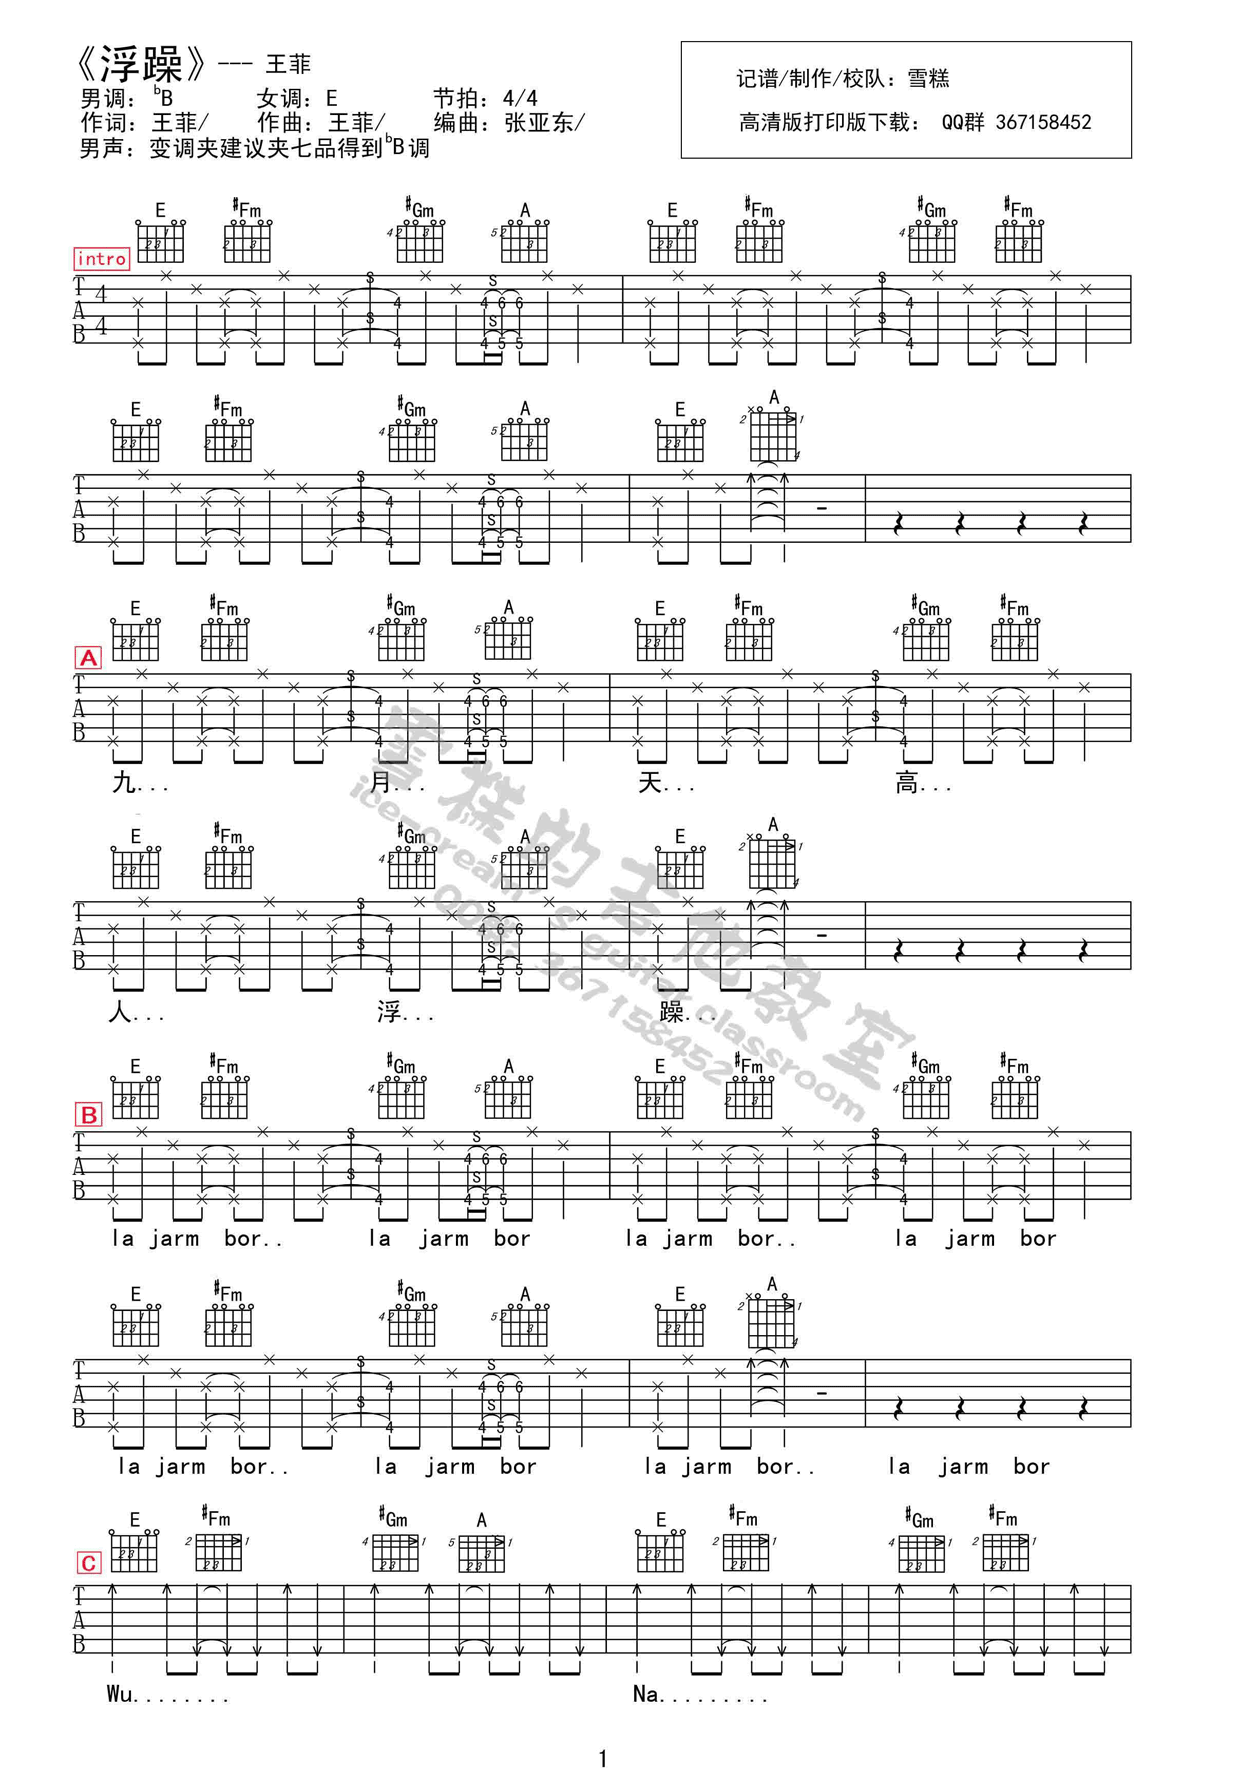 《浮躁》--- 王菲
男调：bB 女调：E 节拍：4/4
作词：王菲/ 作曲：王菲/ 编曲：张亚东/
男声：变调夹建议夹七品得到bB调
记谱/制作/校队：雪糕
高清版打印版下载： QQ群 367158452
E #Fm #Gm A E #Fm #Gm #Fm
intro
E #Fm #Gm A E A
E #Fm #Gm A E #Fm #Gm #Fm
A
九... 月... 天... 高...
E #Fm #Gm A E A
人... 浮... 躁...
雪糕的吉他教室
ice-cream's guitar classroom
QQ群：367158452
E #Fm #Gm A E #Fm #Gm #Fm
B
la jarm bor.. la jarm bor la jarm bor.. la jarm bor
E #Fm #Gm A E A
la jarm bor.. la jarm bor la jarm bor.. la jarm bor
E #Fm #Gm A E #Fm #Gm #Fm
C
Wu........ Na.........
1